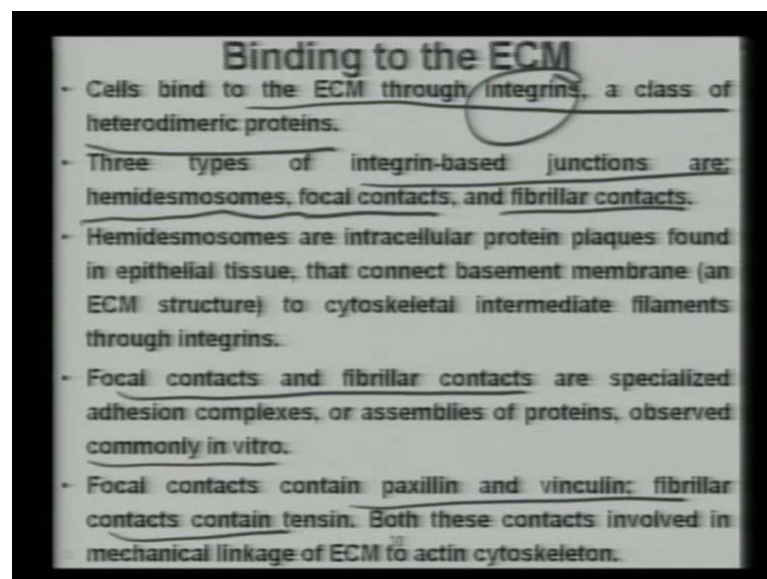 Binding to the ECM
- Cells bind to the ECM through integrins, a class of
heterodimeric proteins.
- Three types of integrin-based junctions are:
hemidesmosomes, focal contacts, and fibrillar contacts.
- Hemidesmosomes are intracellular protein plaques found
in epithelial tissue, that connect basement membrane (an
ECM structure) to cytoskeletal intermediate filaments
through integrins.
- Focal contacts and fibrillar contacts are specialized
adhesion complexes, or assemblies of proteins, observed
commonly in vitro.
- Focal contacts contain paxillin and vinculin; fibrillar
contacts contain tensin. Both these contacts involved in
mechanical linkage of ECM to actin cytoskeleton.